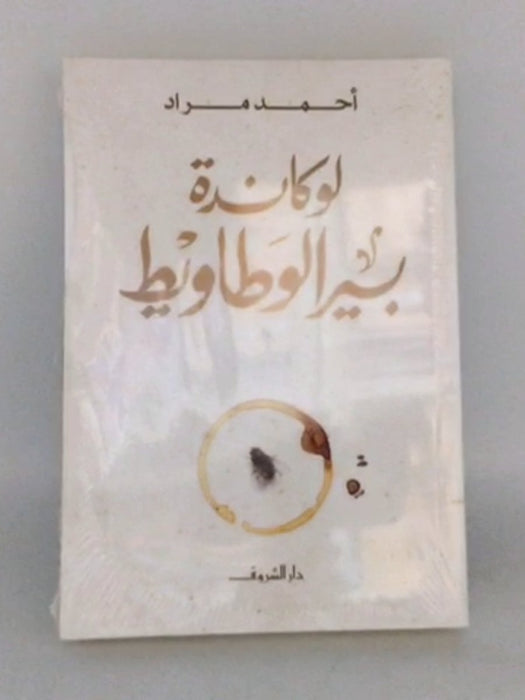 أحمد مراد
لوكاندة
بير الوطاويط
دار الشروق